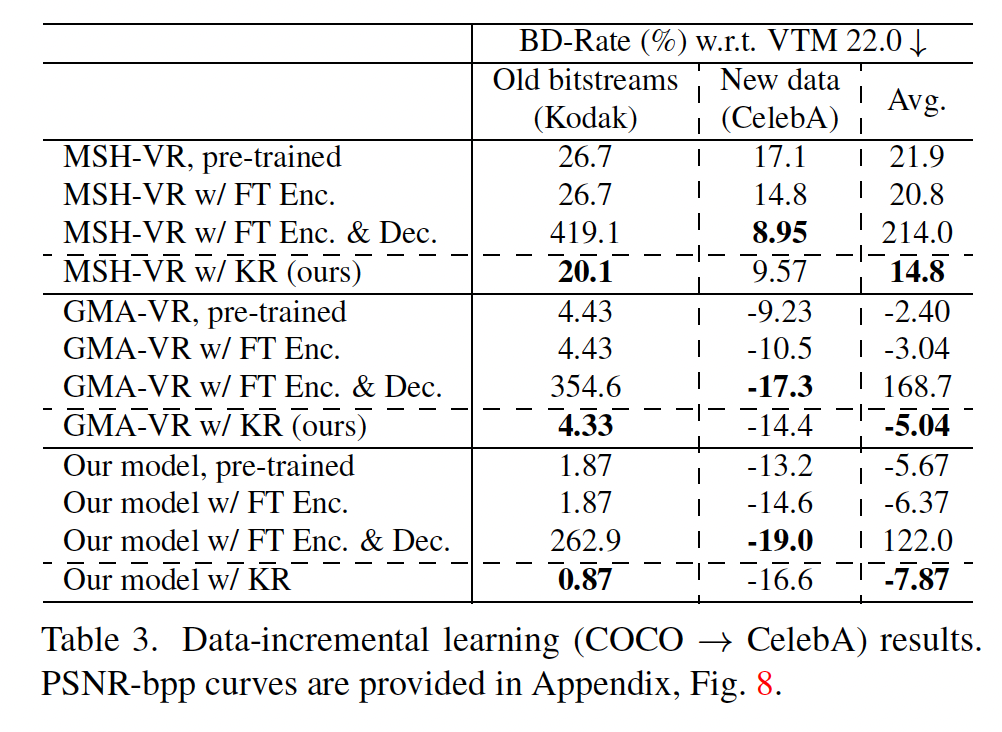 BD-Rate (%) w.r.t. VTM 22.0 ↓
Old bitstreams (Kodak) New data (CelebA) Avg.
MSH-VR, pre-trained 26.7 17.1 21.9
MSH-VR w/ FT Enc. 26.7 14.8 20.8
MSH-VR w/ FT Enc. & Dec. 419.1 8.95 214.0
MSH-VR w/ KR (ours) 20.1 9.57 14.8
GMA-VR, pre-trained 4.43 -9.23 -2.40
GMA-VR w/ FT Enc. 4.43 -10.5 -3.04
GMA-VR w/ FT Enc. & Dec. 354.6 -17.3 168.7
GMA-VR w/ KR (ours) 4.33 -14.4 -5.04
Our model, pre-trained 1.87 -13.2 -5.67
Our model w/ FT Enc. 1.87 -14.6 -6.37
Our model w/ FT Enc. & Dec. 262.9 -19.0 122.0
Our model w/ KR 0.87 -16.6 -7.87
Table 3. Data-incremental learning (COCO → CelebA) results.
PSNR-bpp curves are provided in Appendix, Fig. 8.